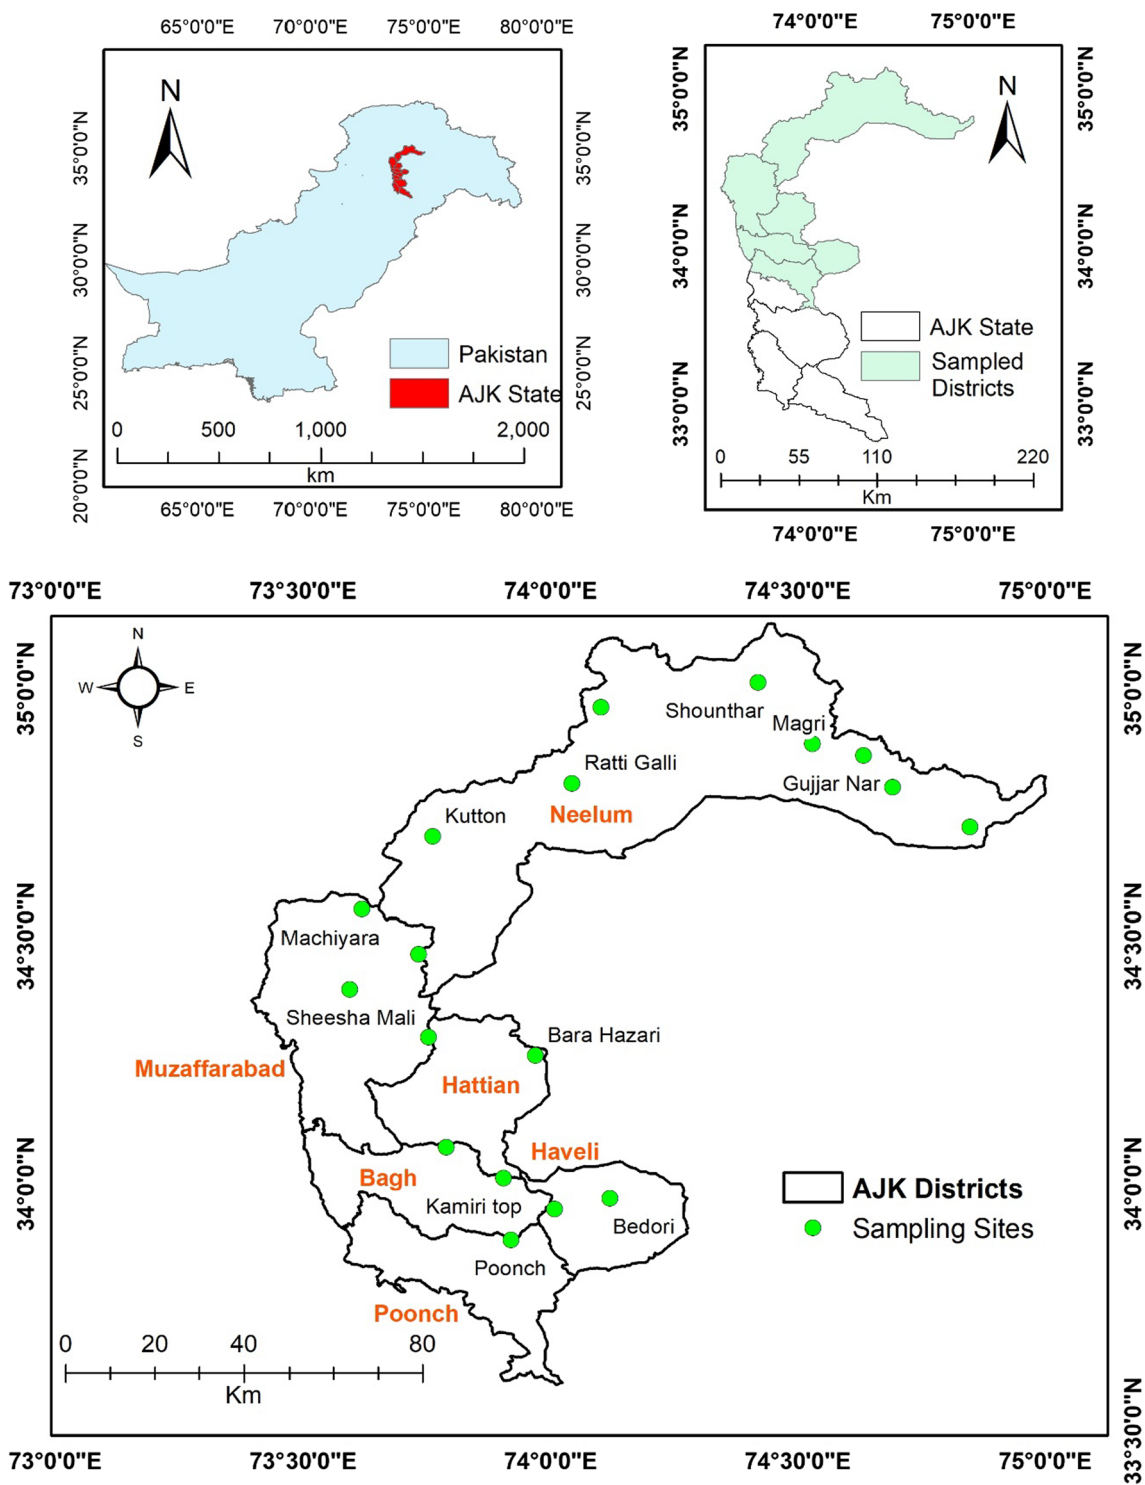 65°0'0"E 70°0'0"E 75°0'0"E 80°0'0"E
N
35°0'0"N
30°0'0"N
25°0'0"N
20°0'0"N
35°0'0"N
30°0'0"N
25°0'0"N
Pakistan
AJK State
0 500 1,000 2,000
km
65°0'0"E 70°0'0"E 75°0'0"E 80°0'0"E
74°0'0"E 75°0'0"E
35°0'0"N
34°0'0"N
33°0'0"N
35°0'0"N
34°0'0"N
33°0'0"N
N
AJK State
Sampled
Districts
0 55 110 220
Km
74°0'0"E 75°0'0"E
73°0'0"E 73°30'0"E 74°0'0"E 74°30'0"E 75°0'0"E
35°0'0"N
34°30'0"N
34°0'0"N
35°0'0"N
34°30'0"N
34°0'0"N
33°30'0"N
N
W E
S
Shounthar
Magri
Ratti Galli
Gujjar Nar
Kutton
Neelum
Machiyara
Sheesha Mali
Bara Hazari
Muzaffarabad
Hattian
Haveli
Bagh
Kamiri top
Bedori
Poonch
Poonch
AJK Districts
Sampling Sites
0 20 40 80
Km
73°0'0"E 73°30'0"E 74°0'0"E 74°30'0"E 75°0'0"E